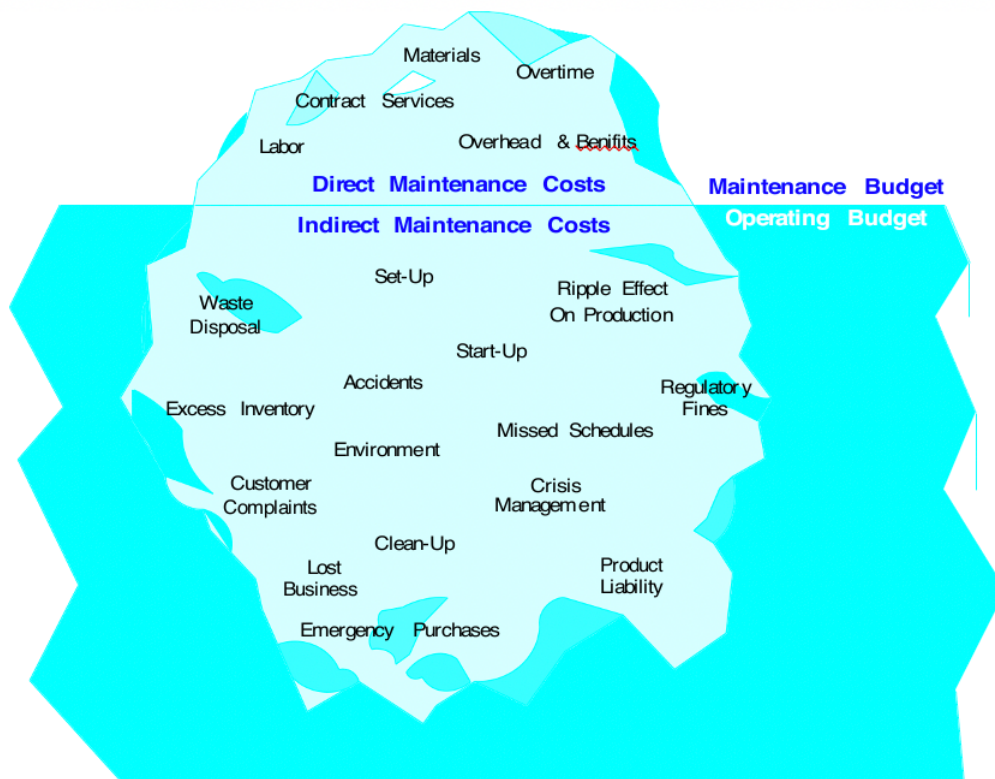 Materials
Overtime
Contract Services
Labor
Overhead & Benifits
Direct Maintenance Costs
Maintenance Budget
Indirect Maintenance Costs
Operating Budget
Set-Up
Waste
Disposal
Ripple Effect
On Production
Start-Up
Accidents
Regulatory
Fines
Excess Inventory
Missed Schedules
Environment
Customer
Complaints
Crisis
Management
Clean-Up
Lost
Business
Product
Liability
Emergency Purchases